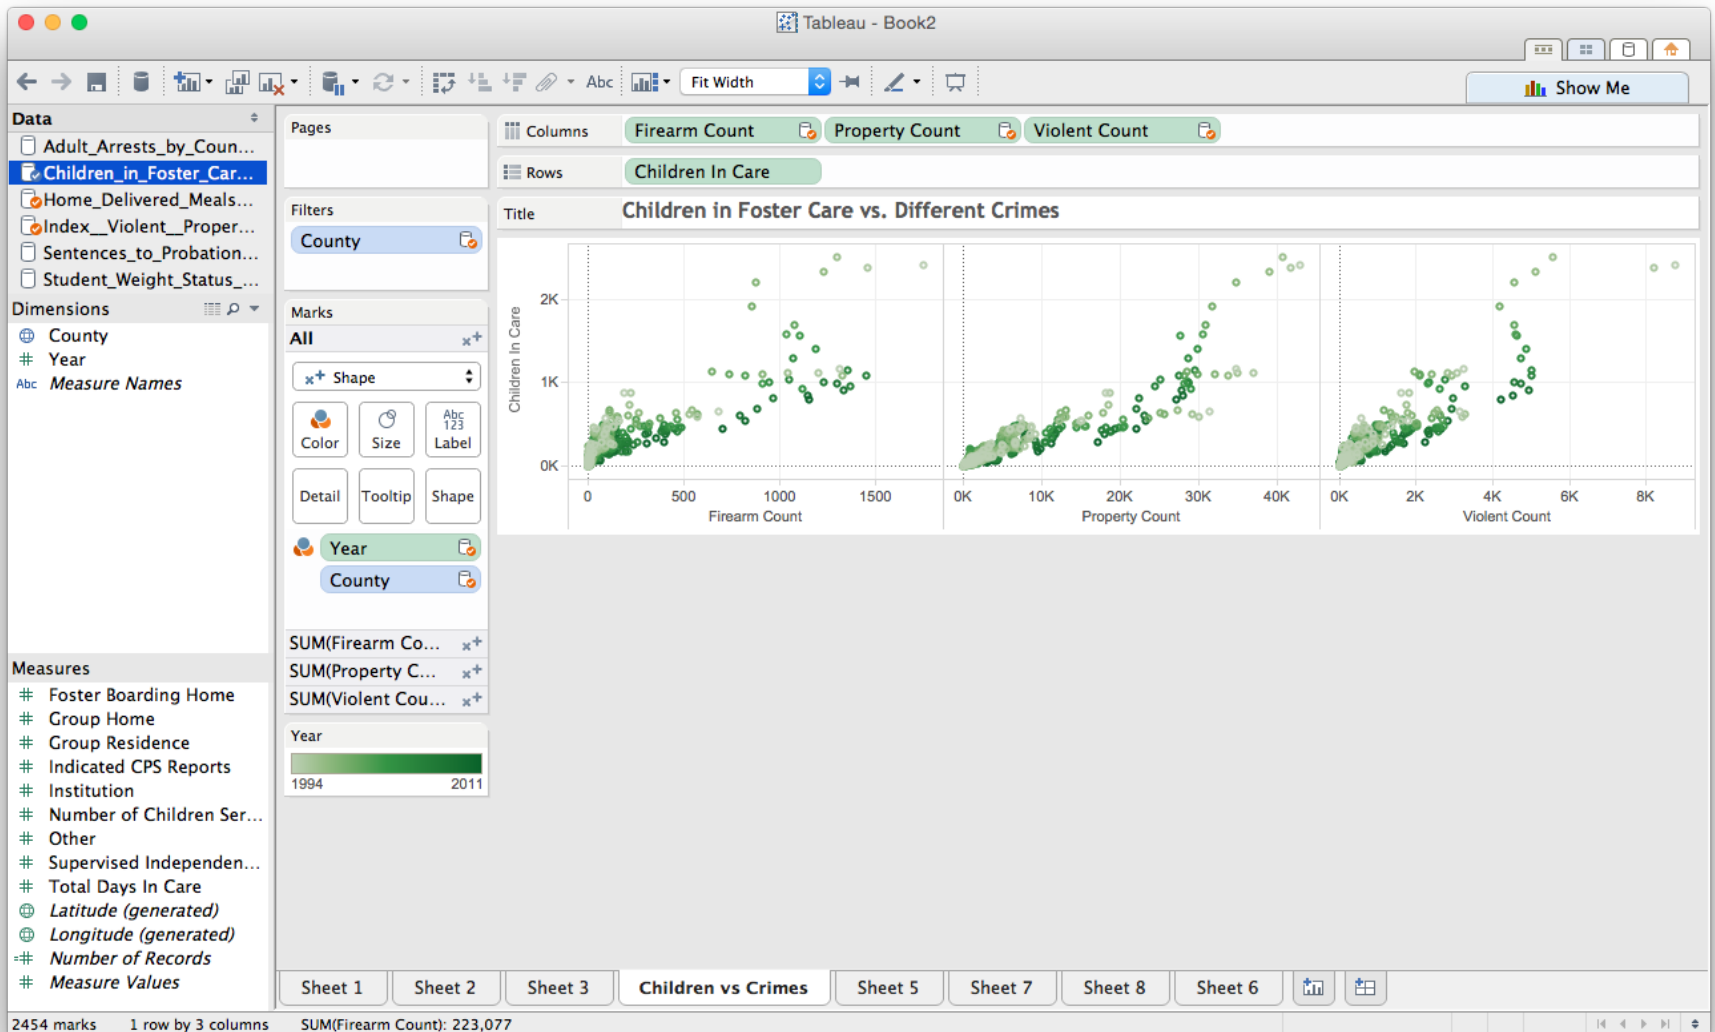 Tableau - Book2
Abc
Fit Width
Show Me
Data
Adult_Arrests_by_Coun...
Children_in_Foster_Car...
Home_Delivered_Meals...
Index__Violent__Proper...
Sentences_to_Probation...
Student_Weight_Status_...
Dimensions
County
Year
Abc Measure Names
Measures
Foster Boarding Home
Group Home
Group Residence
Indicated CPS Reports
Institution
Number of Children Ser...
Other
Supervised Independen...
Total Days In Care
Latitude (generated)
Longitude (generated)
Number of Records
Measure Values
Pages
Filters
County
Marks
All
Shape
Color
Size
Abc
123
Label
Detail
Tooltip
Shape
Year
County
SUM(Firearm Co...
SUM(Property C...
SUM(Violent Cou...
Year
1994 2011
Columns Firearm Count Property Count Violent Count
Rows Children In Care
Title Children in Foster Care vs. Different Crimes
Children In Care
2K
1K
0K
0 500 1000 1500 0K 10K 20K 30K 40K 0K 2K 4K 6K 8K
Firearm Count Property Count Violent Count
Sheet 1 Sheet 2 Sheet 3 Children vs Crimes Sheet 5 Sheet 7 Sheet 8 Sheet 6
2454 marks 1 row by 3 columns SUM(Firearm Count): 223,077